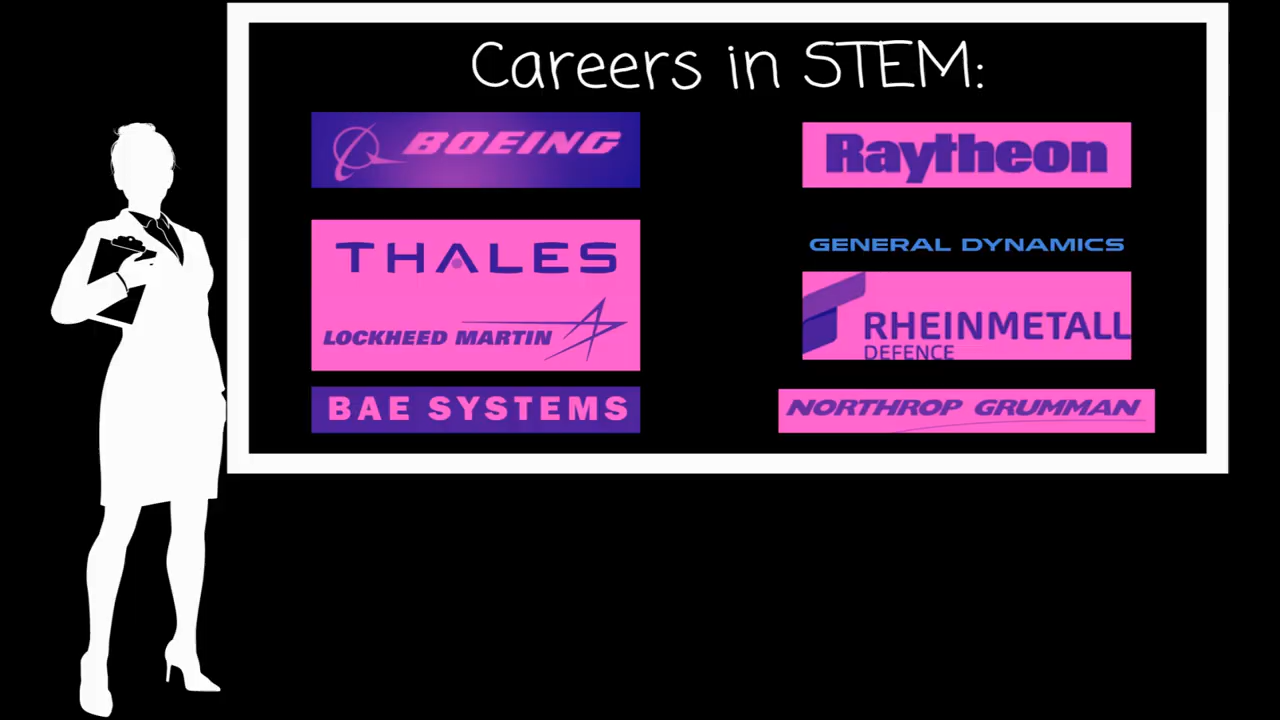 Careers in STEM:
BOEING
Raytheon
THALES
GENERAL DYNAMICS
LOCKHEED MARTIN
RHEINMETALL
DEFENCE
BAE SYSTEMS
NORTHROP GRUMMAN